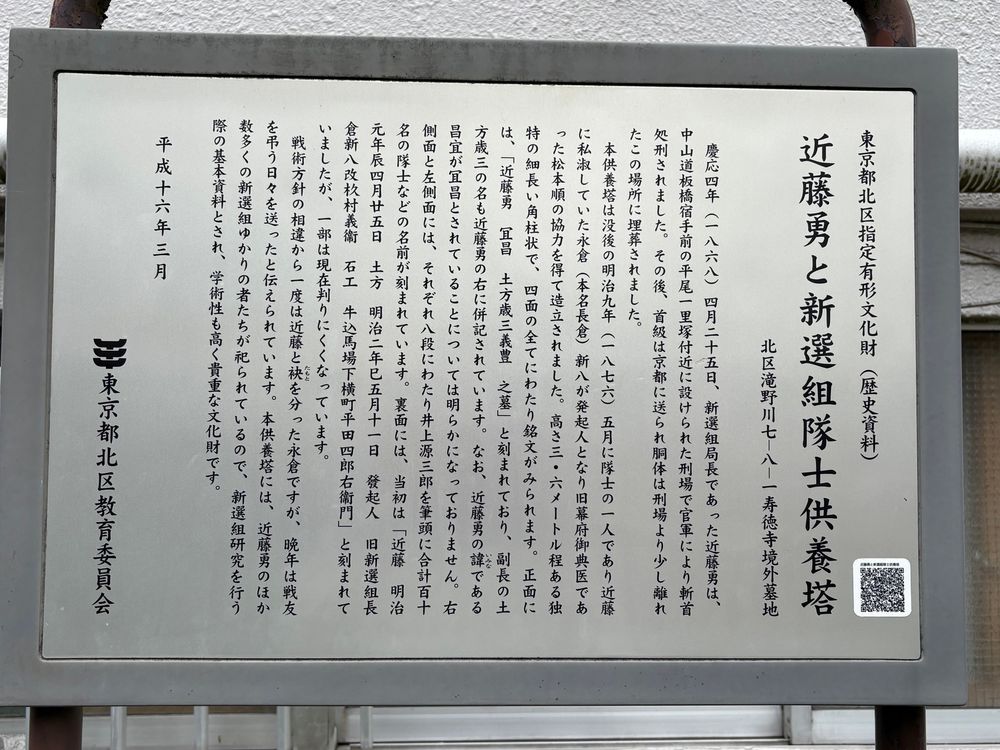 東京都北区指定有形文化財（歴史資料）
近藤勇と新選組隊士供養塔
北区滝野川七―八―一 寿徳寺境外墓地
慶応四年（一八六八）四月二十五日、新選組局長であった近藤勇は、
中山道板橋宿手前の平尾一里塚付近に設けられた刑場で官軍により斬首
処刑されました。その後、首級は京都に送られ胴体は刑場より少し離れ
たこの場所に埋葬されました。
本供養塔は没後の明治九年（一八七六）五月に隊士の一人であり近藤
に私淑していた永倉（本名長倉）新八が発起人となり旧幕府御典医であ
った松本順の協力を得て造立されました。高さ三・六メートル程ある独
特の細長い角柱状で、四面の全てにわたり銘文がみられます。正面に
は、「近藤勇 冝昌 土方歳三義豊 之墓」と刻まれており、副長の土
方歳三の名も近藤勇の右に併記されています。なお、近藤勇の諱いみなである
昌宜が冝昌とされていることについては明らかになっておりません。右
側面と左側面には、それぞれ八段にわたり井上源三郎を筆頭に合計百十
名の隊士などの名前が刻まれています。裏面には、当初は「近藤 明治
元年辰四月廿五日 土方 明治二年巳五月十一日 發起人 旧新選組長
倉新八改杦村義衞 石工 牛込馬場下横町平田四郎右衞門」と刻まれて
いましたが、一部は現在判りにくくなっています。
戦術方針の相違から一度は近藤と袂たもとを分った永倉ですが、晩年は戦友
を弔う日々を送ったと伝えられています。本供養塔には、近藤勇のほか
数多くの新選組ゆかりの者たちが祀られているので、新選組研究を行う
際の基本資料とされ、学術性も高く貴重な文化財です。
平成十六年三月
東京都北区教育委員会